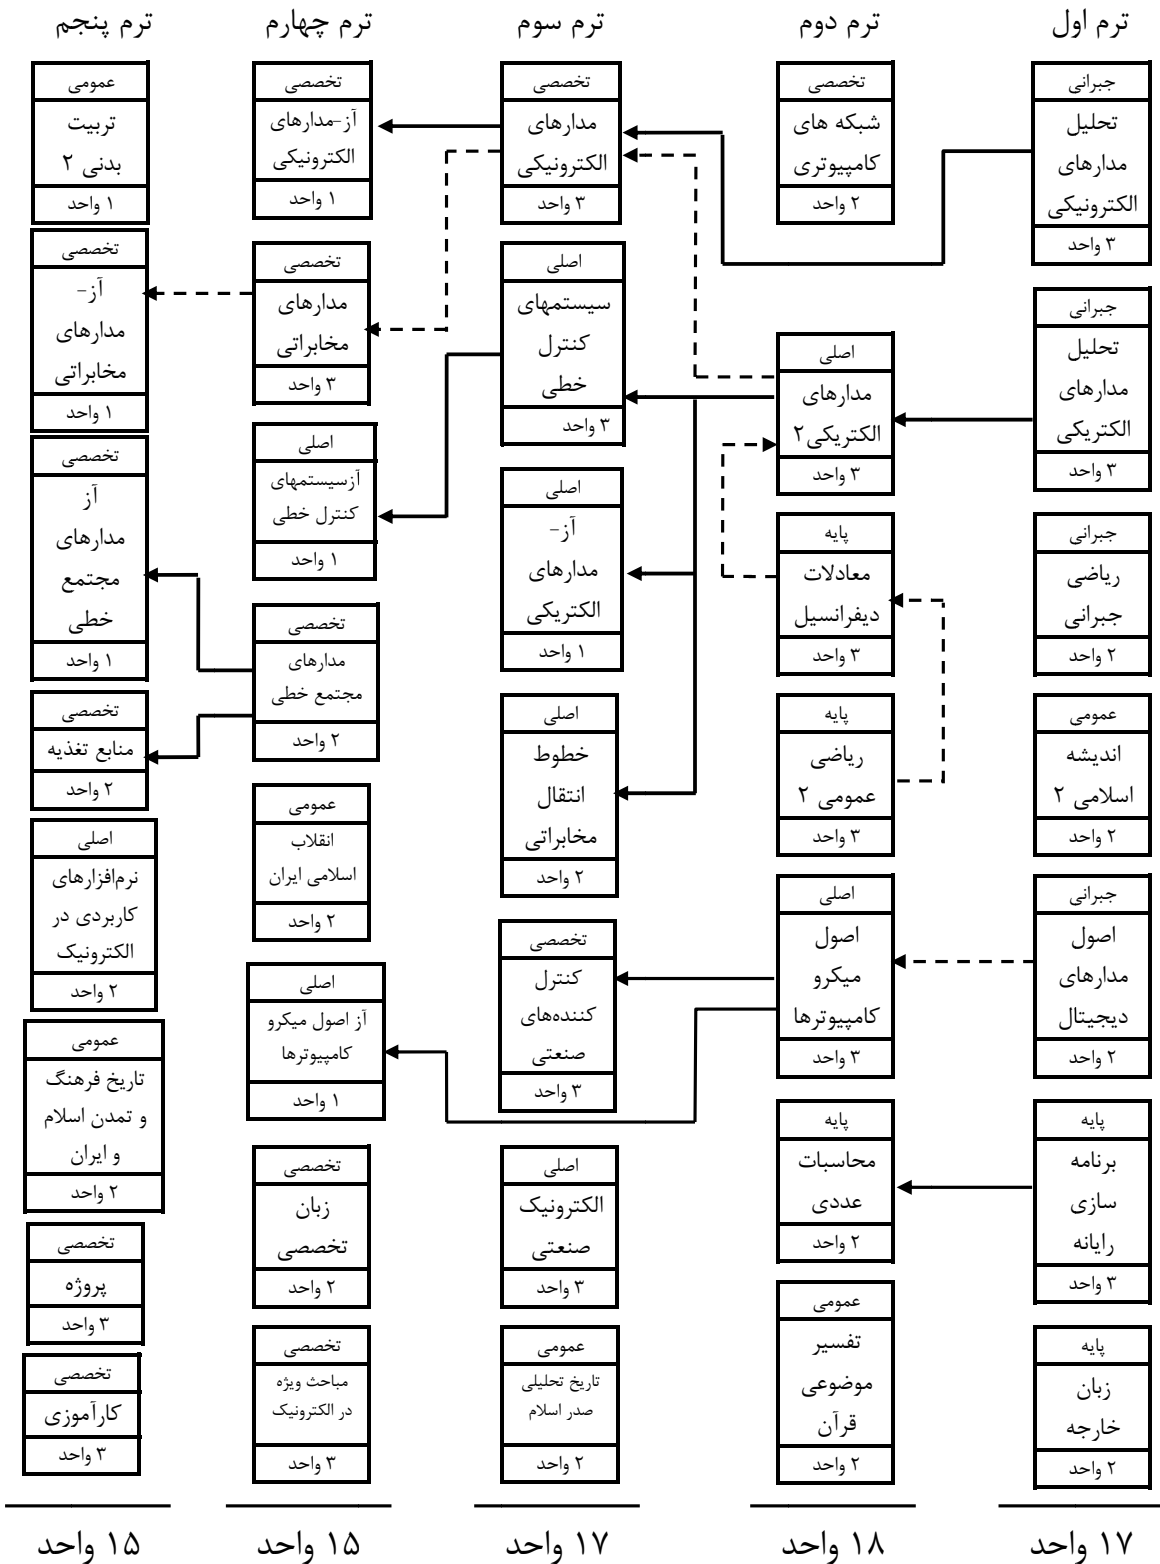 ترم اول
جبرانی
تحلیل
مدارهای
الکترونیکی
۳ واحد
جبرانی
تحلیل
مدارهای
الکتریکی
۳ واحد
جبرانی
ریاضی
جبرانی
۲ واحد
عمومی
اندیشه
اسلامی ۲
۲ واحد
جبرانی
اصول
مدارهای
دیجیتال
۲ واحد
پایه
برنامه
سازی
رایانه
۳ واحد
پایه
زبان
خارجه
۲ واحد
۱۷ واحد
ترم دوم
تخصصی
شبکه های
کامپیوتری
۲ واحد
اصلی
مدارهای
الکتریکی۲
۳ واحد
پایه
معادلات
دیفرانسیل
۳ واحد
پایه
ریاضی
عمومی ۲
۳ واحد
اصلی
اصول
میکرو
کامپیوترها
۳ واحد
پایه
محاسبات
عددی
۲ واحد
عمومی
تفسیر
موضوعی
قرآن
۲ واحد
۱۸ واحد
ترم سوم
تخصصی
مدارهای
الکترونیکی
۳ واحد
اصلی
سیستمهای
کنترل
خطی
۳ واحد
اصلی
آز-
مدارهای
الکتریکی
۱ واحد
اصلی
خطوط
انتقال
مخابراتی
۲ واحد
تخصصی
کنترل
کننده‌های
صنعتی
۳ واحد
اصلی
الکترونیک
صنعتی
۳ واحد
عمومی
تاریخ تحلیلی
صدر اسلام
۲ واحد
۱۷ واحد
ترم چهارم
تخصصی
آز-مدارهای
الکترونیکی
۱ واحد
تخصصی
مدارهای
مخابراتی
۳ واحد
اصلی
آزسیستمهای
کنترل خطی
۱ واحد
تخصصی
مدارهای
مجتمع خطی
۲ واحد
عمومی
انقلاب
اسلامی ایران
۲ واحد
اصلی
آز اصول میکرو
کامپیوترها
۱ واحد
تخصصی
زبان
تخصصی
۲ واحد
تخصصی
مباحث ویژه
در الکترونیک
۳ واحد
۱۵ واحد
ترم پنجم
عمومی
تربیت
بدنی ۲
۱ واحد
تخصصی
آز-
مدارهای
مخابراتی
۱ واحد
تخصصی
آز
مدارهای
مجتمع
خطی
۱ واحد
تخصصی
منابع تغذیه
۲ واحد
اصلی
نرم‌افزارهای
کاربردی در
الکترونیک
۲ واحد
عمومی
تاریخ فرهنگ
و تمدن اسلام
و ایران
۲ واحد
تخصصی
پروژه
۳ واحد
تخصصی
کارآموزی
۳ واحد
۱۵ واحد